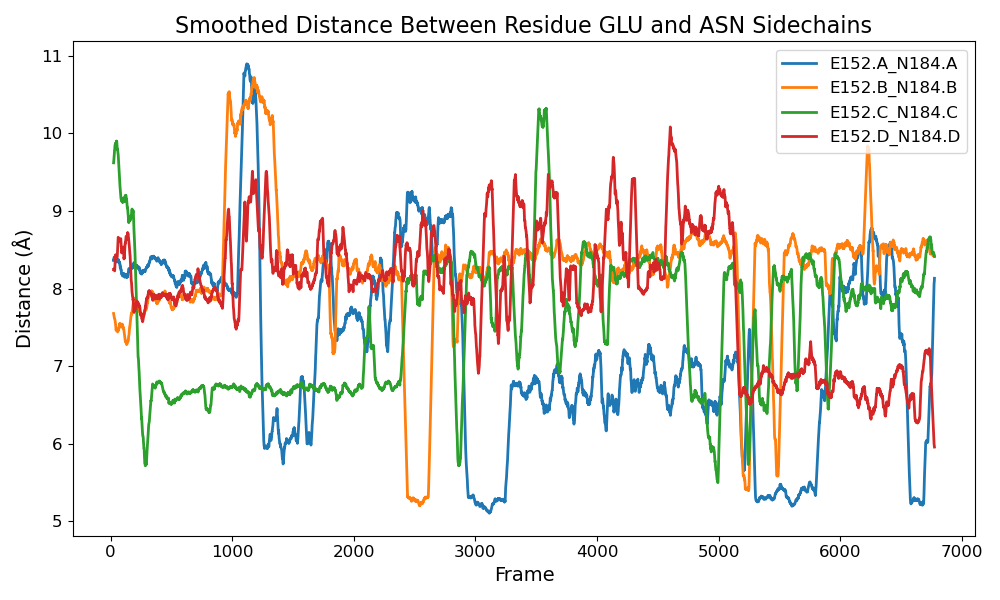 Smoothed Distance Between Residue GLU and ASN Sidechains
E152.A_N184.A
E152.B_N184.B
E152.C_N184.C
E152.D_N184.D
Distance (Å)
11
10
9
8
7
6
5
0 1000 2000 3000 4000 5000 6000 7000
Frame